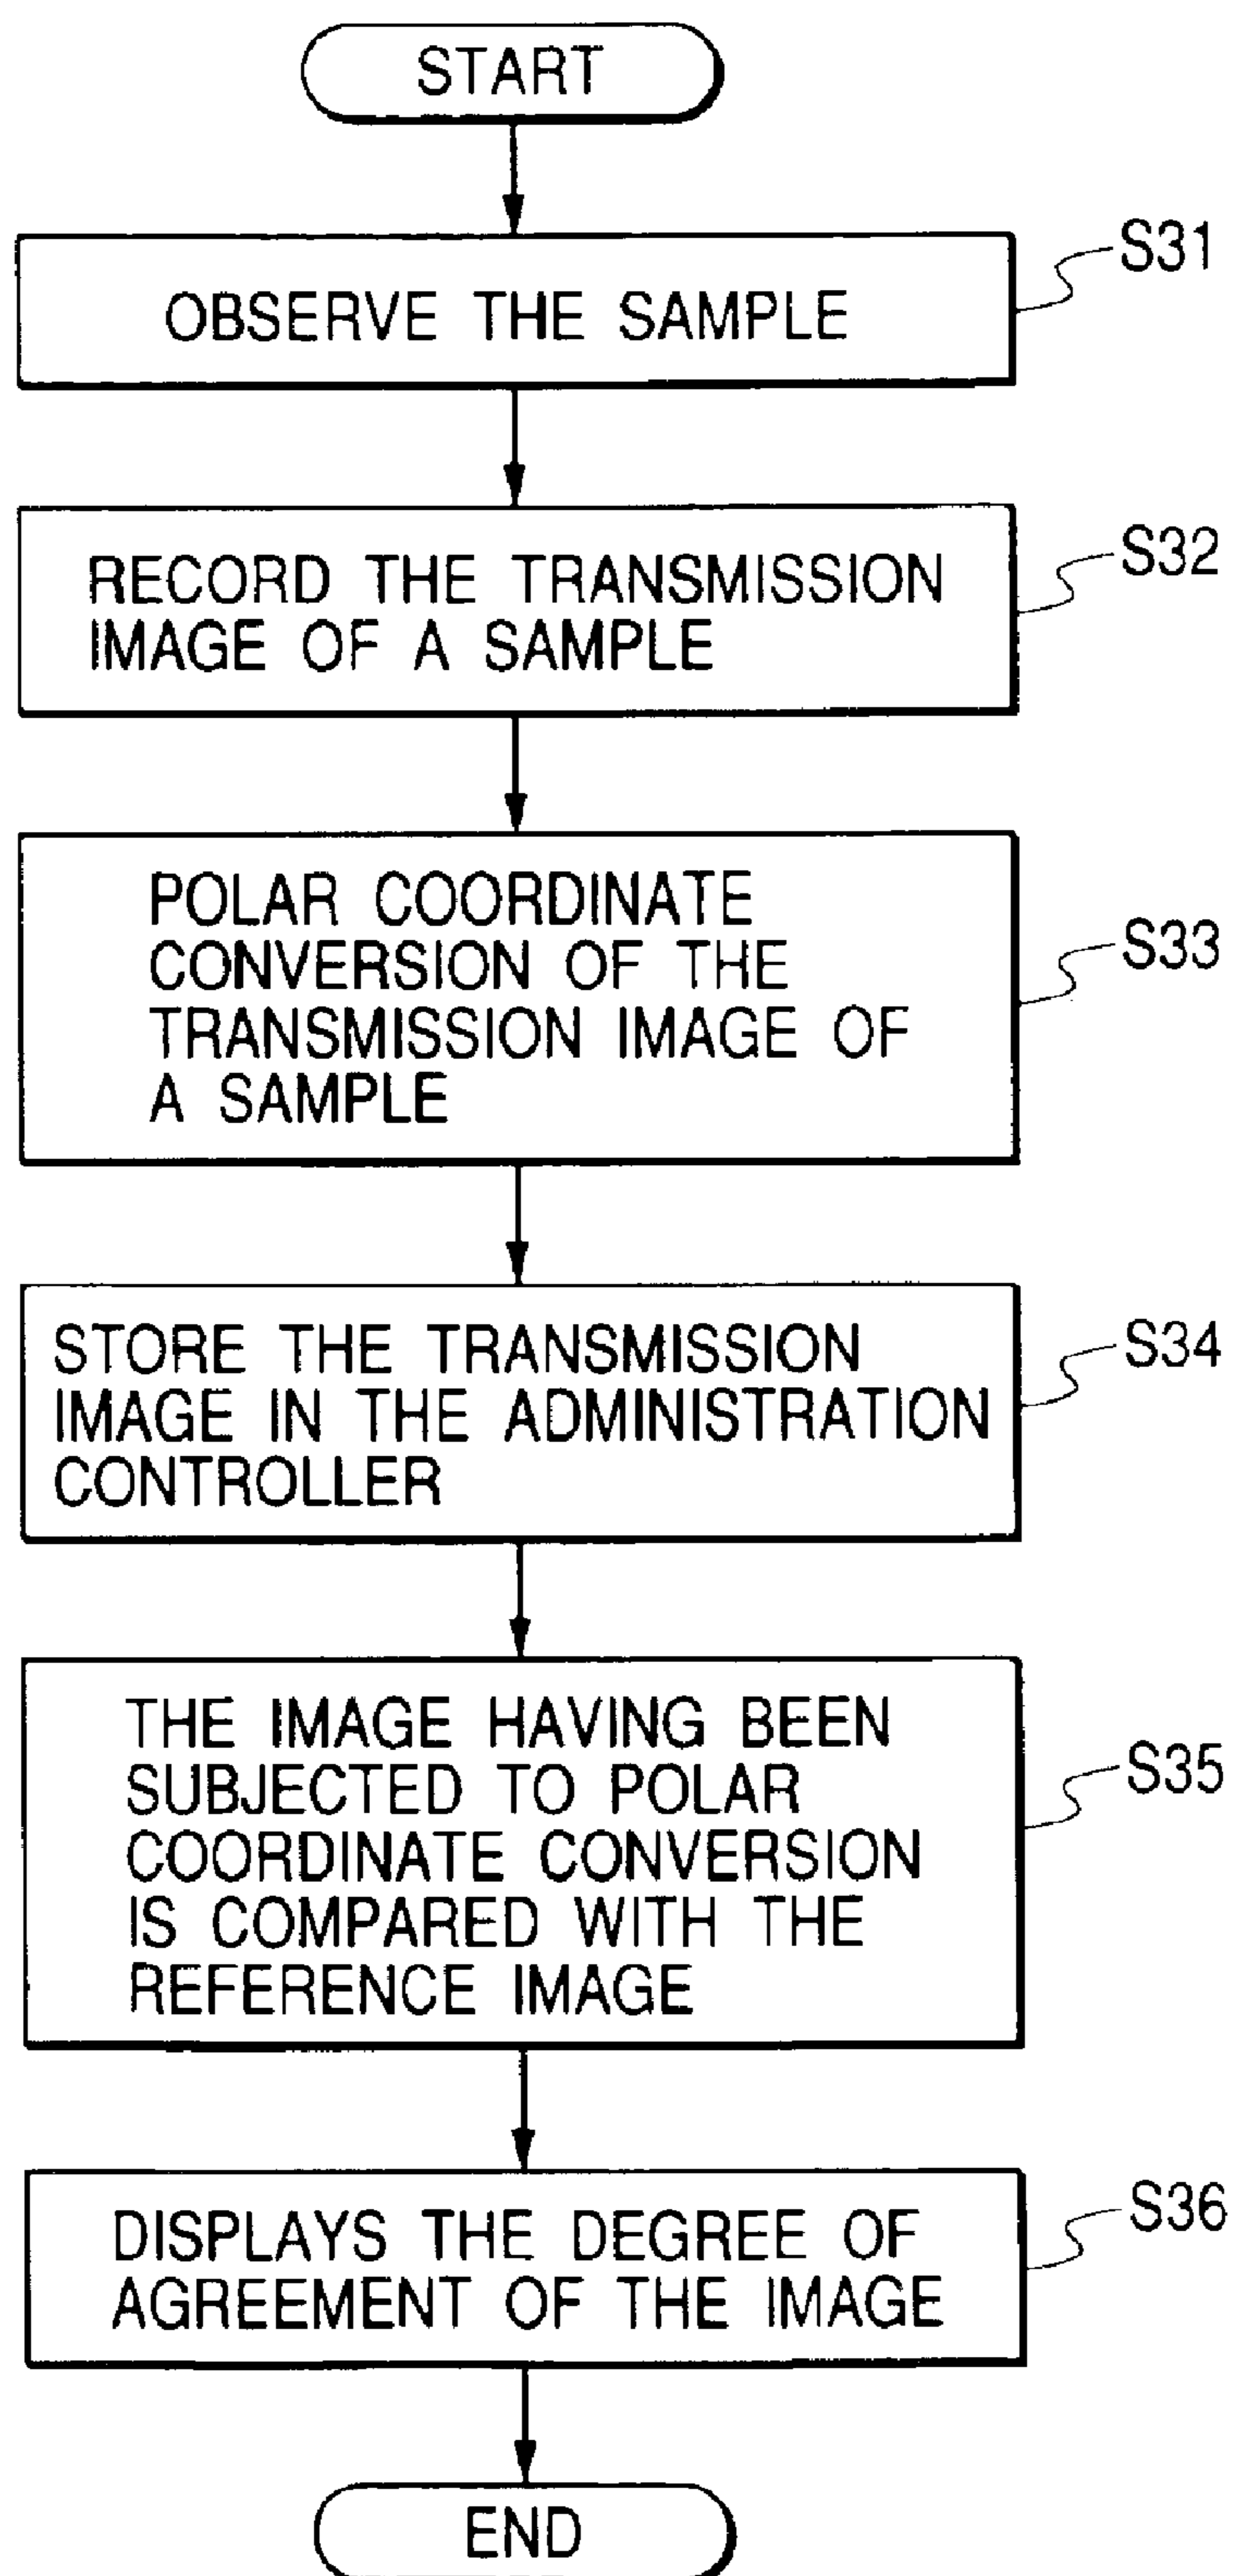 START
S31
OBSERVE THE SAMPLE
S32
RECORD THE TRANSMISSION
IMAGE OF A SAMPLE
POLAR COORDINATE
CONVERSION OF THE
TRANSMISSION IMAGE OF
A SAMPLE
S33
STORE THE TRANSMISSION
IMAGE IN THE ADMINISTRATION
CONTROLLER
S34
THE IMAGE HAVING BEEN
SUBJECTED TO POLAR
COORDINATE CONVERSION
IS COMPARED WITH THE
REFERENCE IMAGE
S35
DISPLAYS THE DEGREE OF
AGREEMENT OF THE IMAGE
S36
END